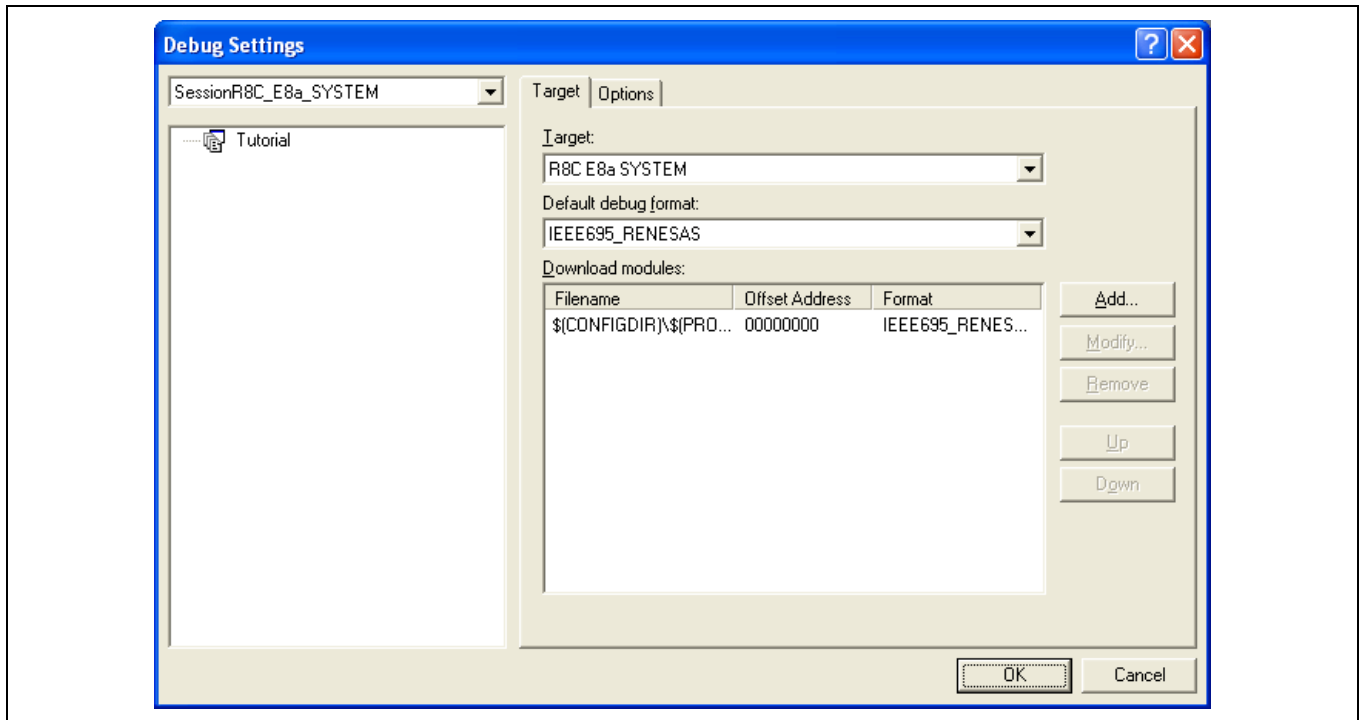 Debug Settings
SessionR8C_E8a_SYSTEM
Tutorial
Target Options
Target:
R8C E8a SYSTEM
Default debug format:
IEEE695_RENESAS
Download modules:
Filename Offset Address Format
$(CONFIGDIR)\$(PRO... 00000000 IEEE695_RENES...
Add...
Modify...
Remove
Up
Down
OK Cancel